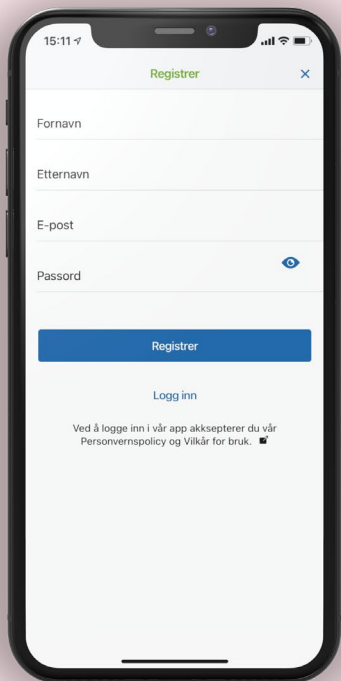 15:11
Registrer
Fornavn
Etternavn
E-post
Passord
Registrer
Logg inn
Ved å logge inn i vår app akksepterer du vår
Personvernspolicy og Vilkår for bruk.